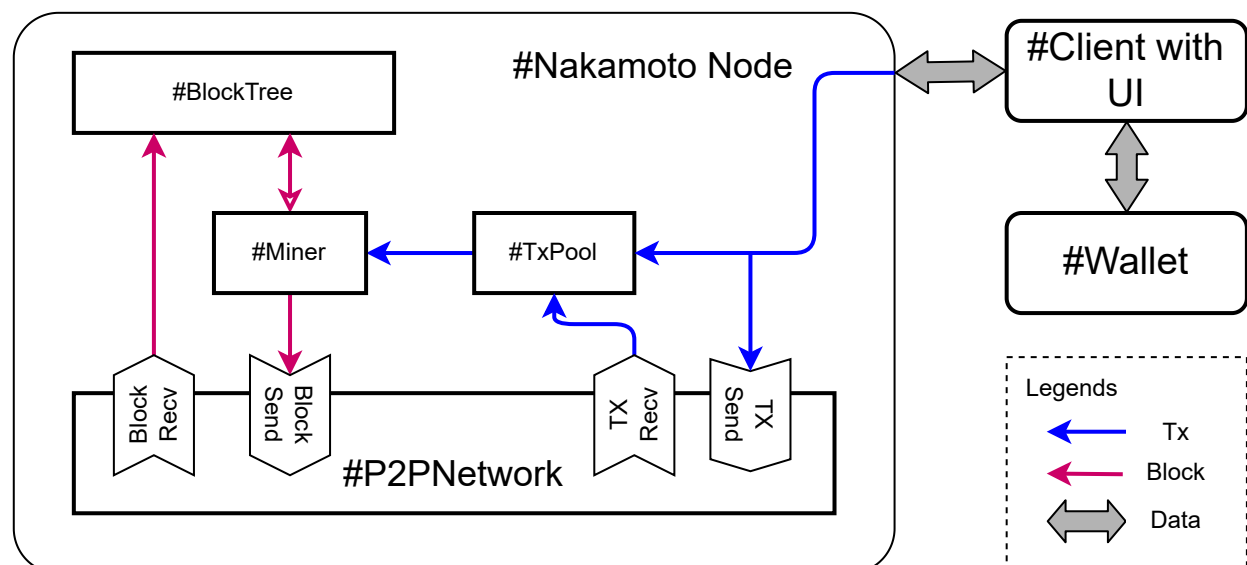 #Nakamoto Node
#BlockTree
#Miner
#TxPool
Block
Recv
Block
Send
TX
Recv
TX
Send
#P2PNetwork
#Client with
UI
#Wallet
Legends
Tx
Block
Data